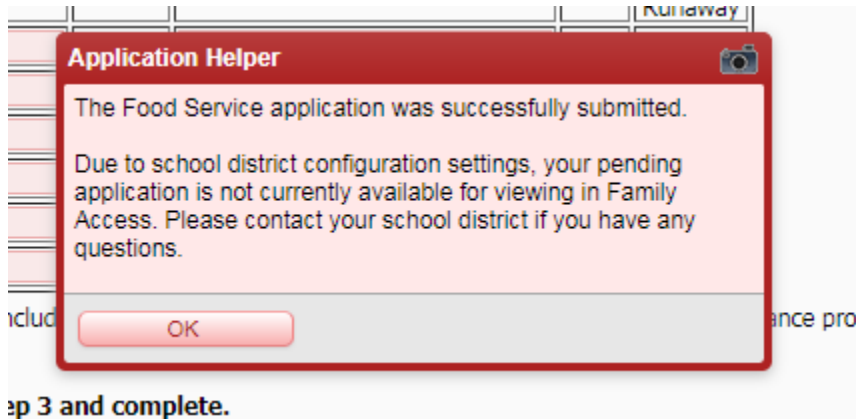 Runaway
Application Helper
The Food Service application was successfully submitted.
Due to school district configuration settings, your pending
application is not currently available for viewing in Family
Access. Please contact your school district if you have any
questions.
OK
ance pro
ep 3 and complete.